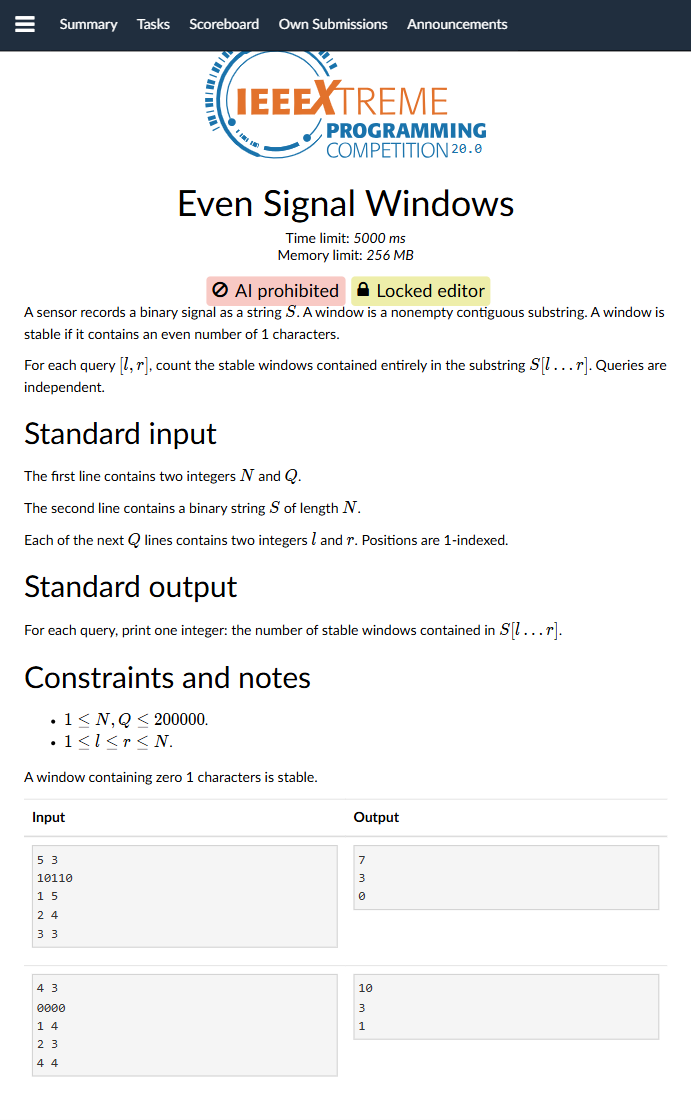 Summary Tasks Scoreboard Own Submissions Announcements
IEEEXTREME
PROGRAMMING
COMPETITION 20.0
Even Signal Windows
Time limit: 5000 ms
Memory limit: 256 MB
AI prohibited Locked editor
A sensor records a binary signal as a string S. A window is a nonempty contiguous substring. A window is
stable if it contains an even number of 1 characters.
For each query [l, r], count the stable windows contained entirely in the substring S[l . . . r]. Queries are
independent.
Standard input
The first line contains two integers N and Q.
The second line contains a binary string S of length N.
Each of the next Q lines contains two integers l and r. Positions are 1-indexed.
Standard output
For each query, print one integer: the number of stable windows contained in S[l . . . r].
Constraints and notes
• 1 ≤ N, Q ≤ 200000.
• 1 ≤ l ≤ r ≤ N.
A window containing zero 1 characters is stable.
Input Output
5 3
10110
1 5
2 4
3 3
7
3
0
4 3
0000
1 4
2 3
4 4
10
3
1